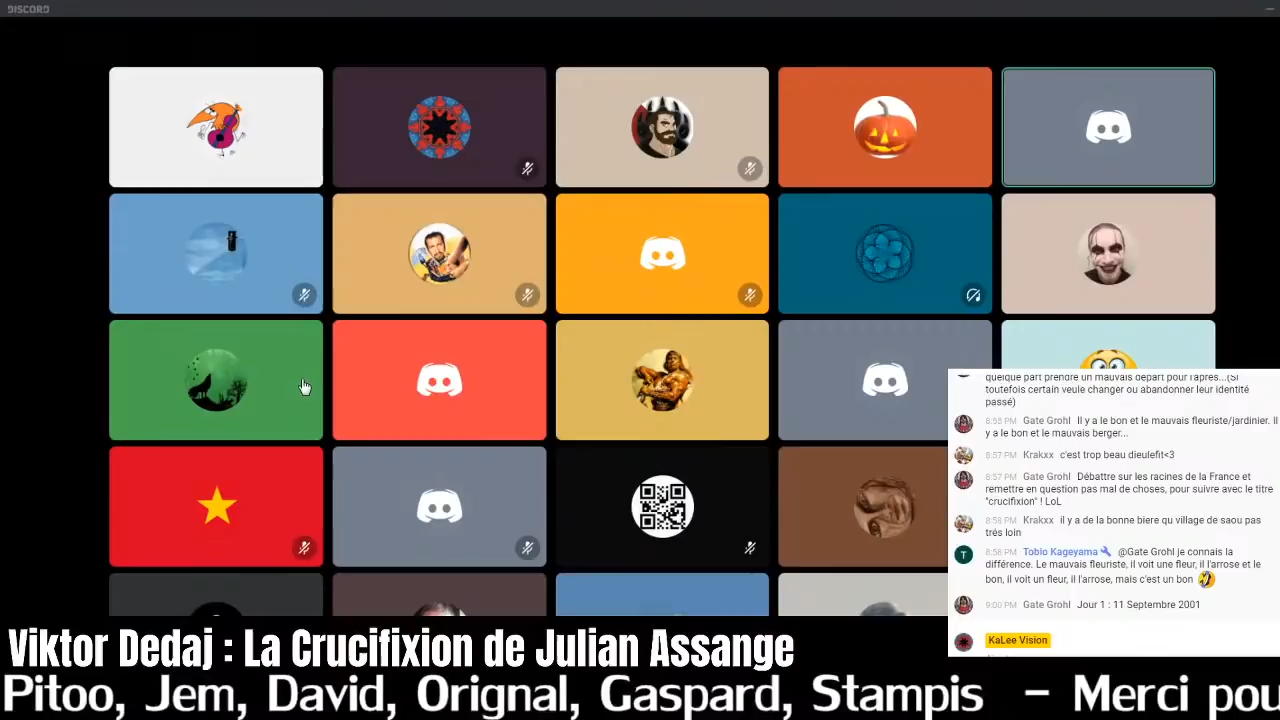 DISCORD
quelque part prendre un mauvais départ pour l'après...(Si
toutefois certain veule changer ou abandonner leur identité
passé)
8:55 PM Gate Grohl Il y a le bon et le mauvais fleuriste/jardinier. Il
y a le bon et le mauvais berger...
8:57 PM Krakxx c'est trop beau dieulefit<3
8:57 PM Gate Grohl Débattre sur les racines de la France et
remettre en question pas mal de choses, pour suivre avec le titre
"crucifixion" ! LoL
8:58 PM Krakxx il y a de la bonne biere qu village de saou pas
très loin
T
8:58 PM Tobio Kageyama @Gate Grohl je connais la
différence. Le mauvais fleuriste, il voit une fleur, il l'arrose et le
bon, il voit un fleur, il l'arrose, mais c'est un bon 🤣
9:00 PM Gate Grohl Jour 1 : 11 Septembre 2001
KaLee Vision
Viktor Dedaj : La Crucifixion de Julian Assange
Pitoo, Jem, David, Orignal, Gaspard, Stampis - Merci pou